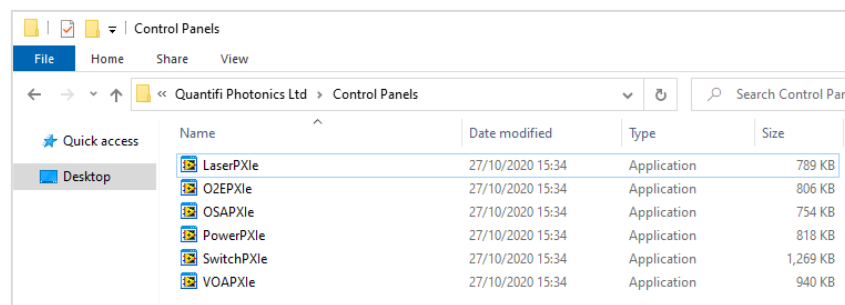 Control Panels
File Home Share View
« Quantifi Photonics Ltd > Control Panels Search Control Par
Quick access
Desktop
Name Date modified Type Size
LaserPXIe 27/10/2020 15:34 Application 789 KB
O2EPXIe 27/10/2020 15:34 Application 806 KB
OSAPXIe 27/10/2020 15:34 Application 754 KB
PowerPXIe 27/10/2020 15:34 Application 818 KB
SwitchPXIe 27/10/2020 15:34 Application 1,269 KB
VOAPXIe 27/10/2020 15:34 Application 940 KB